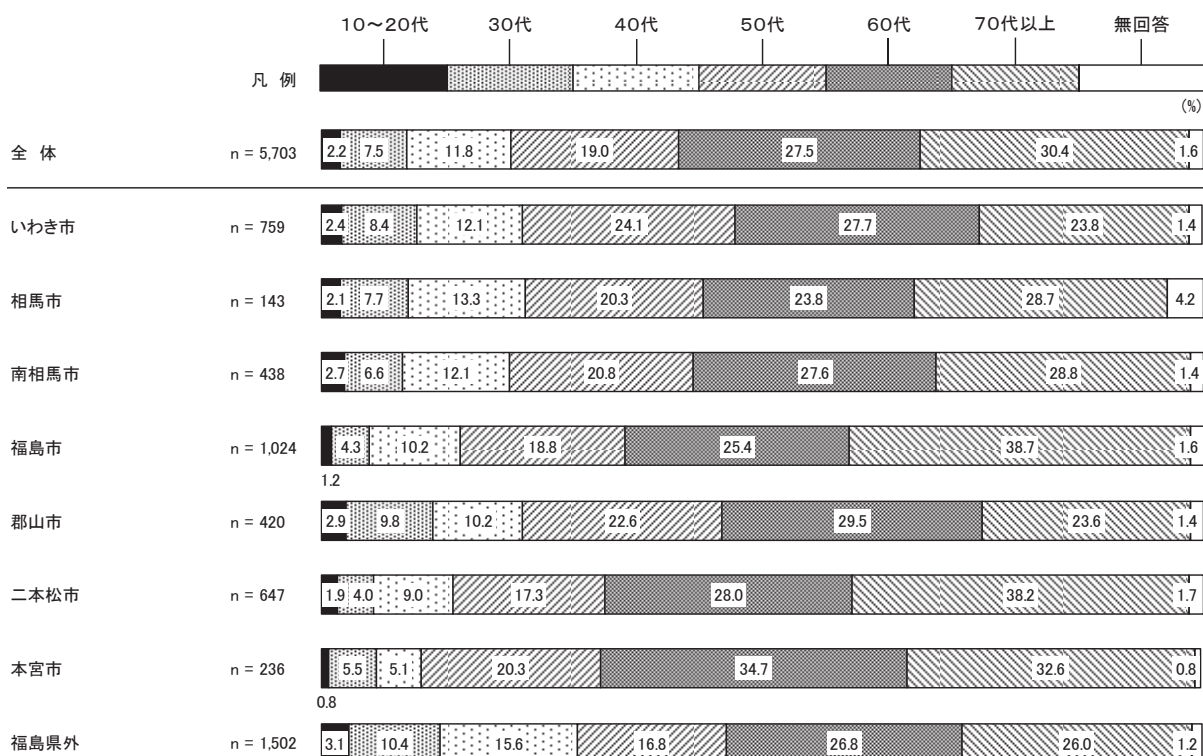 10～20代 30代 40代 50代 60代 70代以上 無回答
凡 例
(%)
全 体 n = 5,703 2.2 7.5 11.8 19.0 27.5 30.4 1.6
いわき市 n = 759 2.4 8.4 12.1 24.1 27.7 23.8 1.4
相馬市 n = 143 2.1 7.7 13.3 20.3 23.8 28.7 4.2
南相馬市 n = 438 2.7 6.6 12.1 20.8 27.6 28.8 1.4
福島市 n = 1,024 4.3 10.2 18.8 25.4 38.7 1.6
1.2
郡山市 n = 420 2.9 9.8 10.2 22.6 29.5 23.6 1.4
二本松市 n = 647 1.9 4.0 9.0 17.3 28.0 38.2 1.7
本宮市 n = 236 5.5 5.1 20.3 34.7 32.6 0.8
0.8
福島県外 n = 1,502 3.1 10.4 15.6 16.8 26.8 26.0